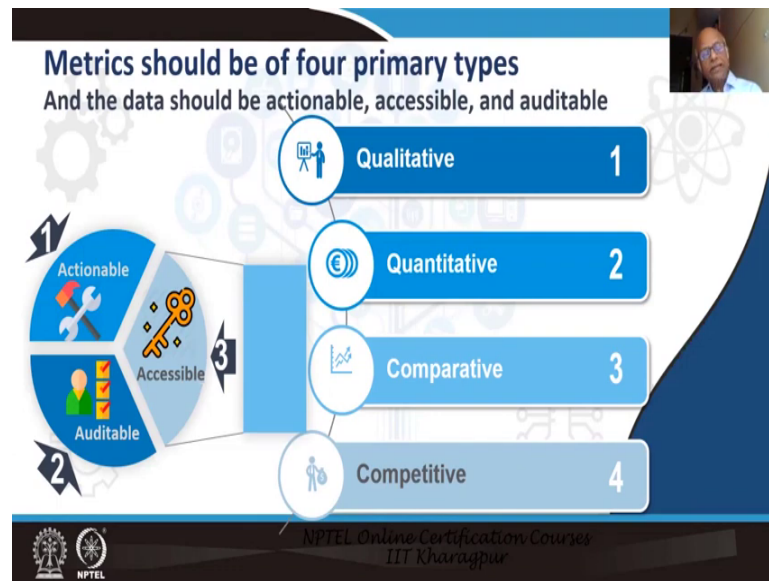 Metrics should be of four primary types
And the data should be actionable, accessible, and auditable
Qualitative 1
Quantitative 2
Comparative 3
Competitive 4
1
Actionable
Accessible
3
Auditable
2
NPTEL Online Certification Courses
IIT Kharagpur
NPTEL